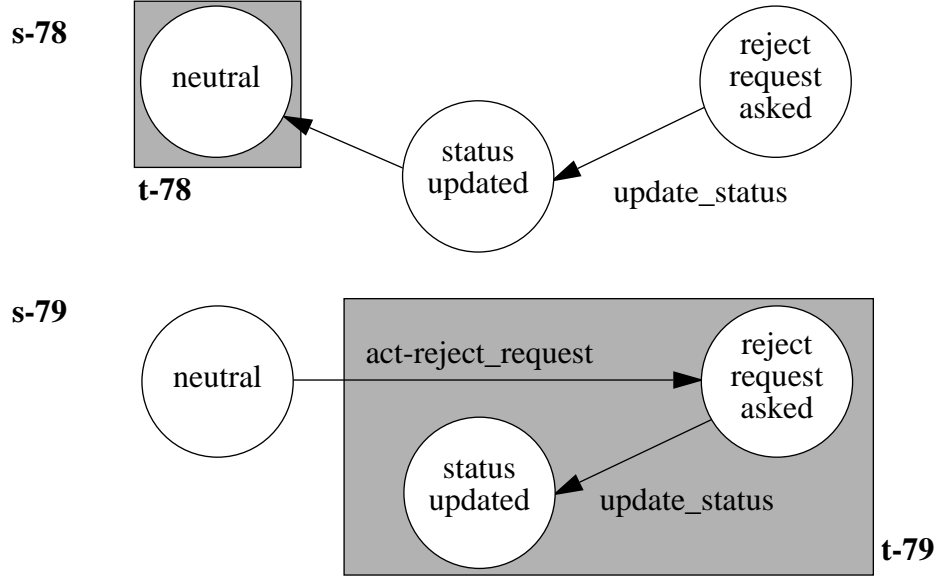 s-78
neutral
reject
request
asked
status
updated
t-78
update_status
s-79
neutral
act-reject_request
reject
request
asked
status
updated
update_status
t-79